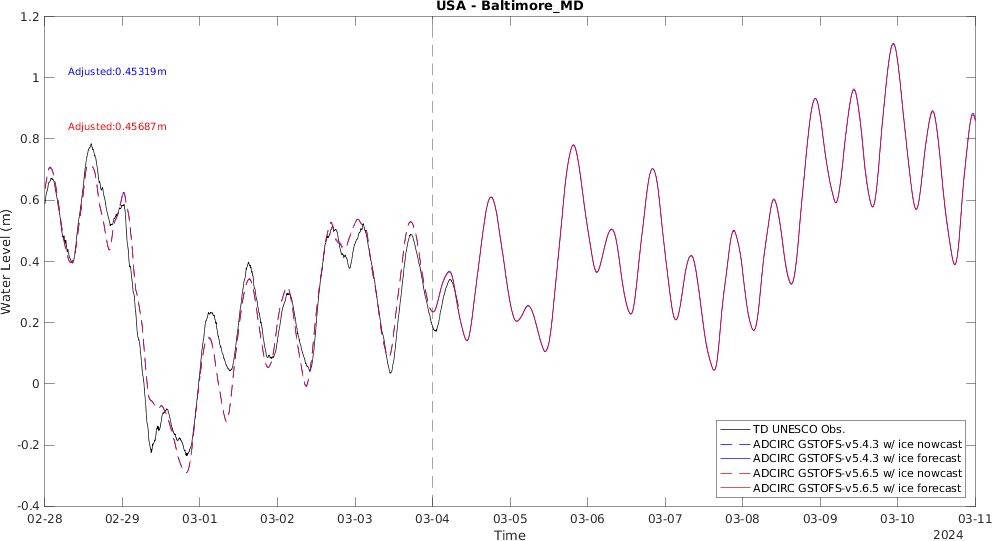 USA - Baltimore_MD
1.2
1
0.8
0.6
0.4
0.2
0
-0.2
-0.4
Water Level (m)
Adjusted:0.45319m
Adjusted:0.45687m
TD UNESCO Obs.
ADCIRC GSTOFS-v5.4.3 w/ ice nowcast
ADCIRC GSTOFS-v5.4.3 w/ ice forecast
ADCIRC GSTOFS-v5.6.5 w/ ice nowcast
ADCIRC GSTOFS-v5.6.5 w/ ice forecast
02-28 02-29 03-01 03-02 03-03 03-04 03-05 03-06 03-07 03-08 03-09 03-10 03-11
Time
2024